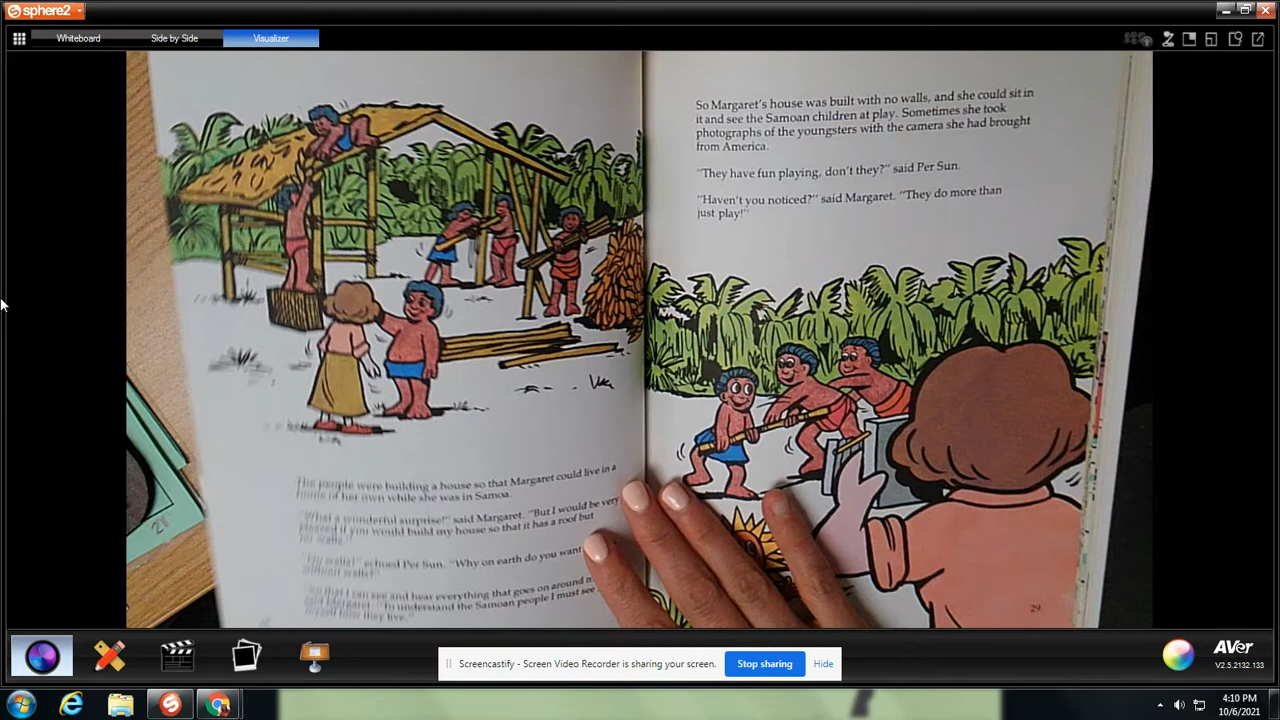 sphere2
Whiteboard
Side by Side
Visualizer
The people were building a house so that Margaret could live in a
house of her own while she was in Samoa.
"What a wonderful surprise!" said Margaret. "But I would be very
pleased if you would build my house so that it has a roof but
no walls."
"No walls?" echoed Per Sun. "Why on earth do you want
without walls?"
"So that I can see and hear everything that goes on around
said Margaret. "To understand the Samoan people I must see
how they live."
So Margaret's house was built with no walls, and she could sit in
it and see the Samoan children at play. Sometimes she took
photographs of the youngsters with the camera she had brought
from America.
"They have fun playing, don't they?" said Per Sun.
"Haven't you noticed?" said Margaret. "They do more than
just play!"
29
Screencastify - Screen Video Recorder is sharing your screen.
Stop sharing
Hide
AVer
V2.5.2132.133
4:10 PM
10/6/2021